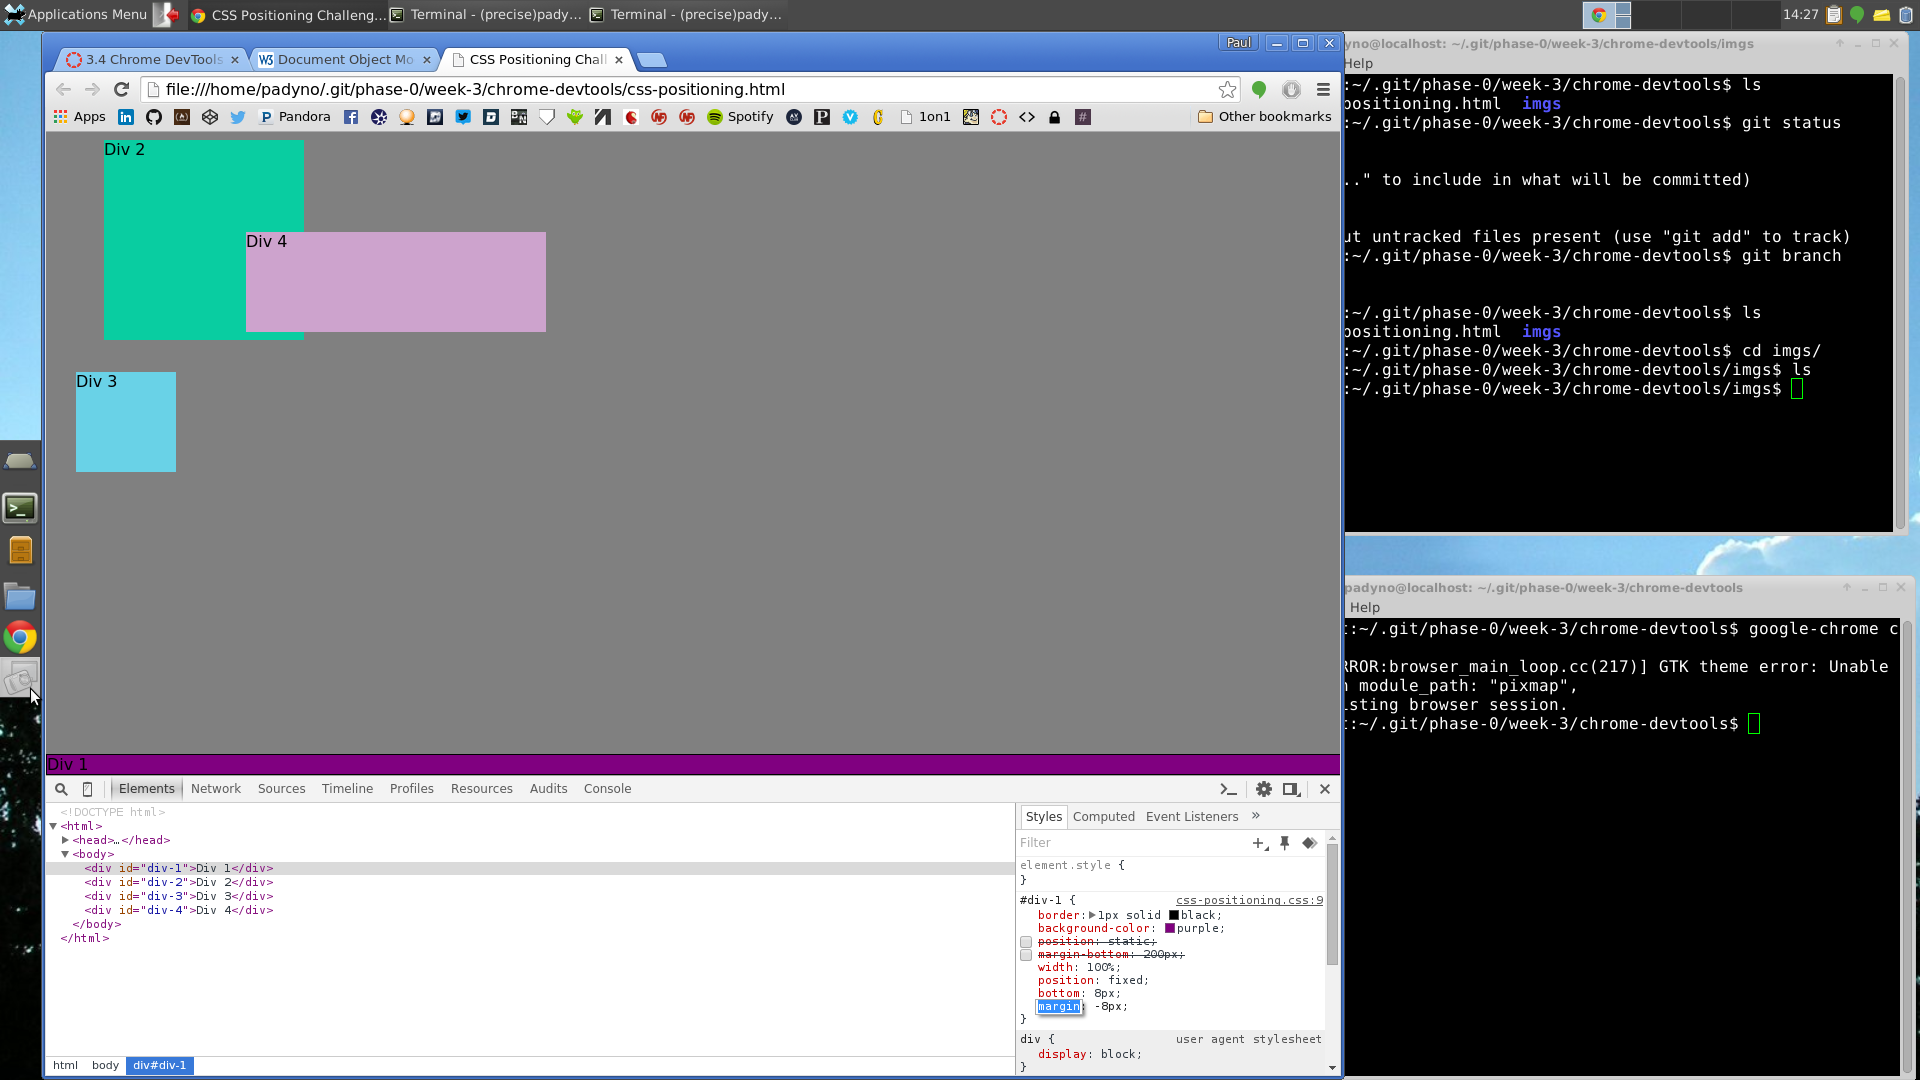 Applications Menu
CSS Positioning Challeng...
Terminal - (precise)pady...
Terminal - (precise)pady...
14:27
Paul
3.4 Chrome DevTools
W3 Document Object Mo
CSS Positioning Chall
file:///home/padyno/.git/phase-0/week-3/chrome-devtools/css-positioning.html
Apps
Pandora
Spotify
1on1
Other bookmarks
Div 2
Div 4
Div 3
Div 1
Elements Network Sources Timeline Profiles Resources Audits Console
<!DOCTYPE html>
<html>
<head>…</head>
<body>
<div id="div-1">Div 1</div>
<div id="div-2">Div 2</div>
<div id="div-3">Div 3</div>
<div id="div-4">Div 4</div>
</body>
</html>
html body div#div-1
Styles Computed Event Listeners »
Filter
element.style {
}
#div-1 { css-positioning.css:9
border: 1px solid black;
background-color: purple;
position: static;
margin-bottom: 200px;
width: 100%;
position: fixed;
bottom: 8px;
margin: -8px;
}
div { user agent stylesheet
display: block;
}
yno@localhost: ~/.git/phase-0/week-3/chrome-devtools/imgs
Help
:~/.git/phase-0/week-3/chrome-devtools$ ls
positioning.html imgs
:~/.git/phase-0/week-3/chrome-devtools$ git status
.." to include in what will be committed)
ut untracked files present (use "git add" to track)
:~/.git/phase-0/week-3/chrome-devtools$ git branch
:~/.git/phase-0/week-3/chrome-devtools$ ls
positioning.html imgs
:~/.git/phase-0/week-3/chrome-devtools$ cd imgs/
:~/.git/phase-0/week-3/chrome-devtools/imgs$ ls
:~/.git/phase-0/week-3/chrome-devtools/imgs$
padyno@localhost: ~/.git/phase-0/week-3/chrome-devtools
Help
t:~/.git/phase-0/week-3/chrome-devtools$ google-chrome c
RROR:browser_main_loop.cc(217)] GTK theme error: Unable
n module_path: "pixmap",
isting browser session.
t:~/.git/phase-0/week-3/chrome-devtools$